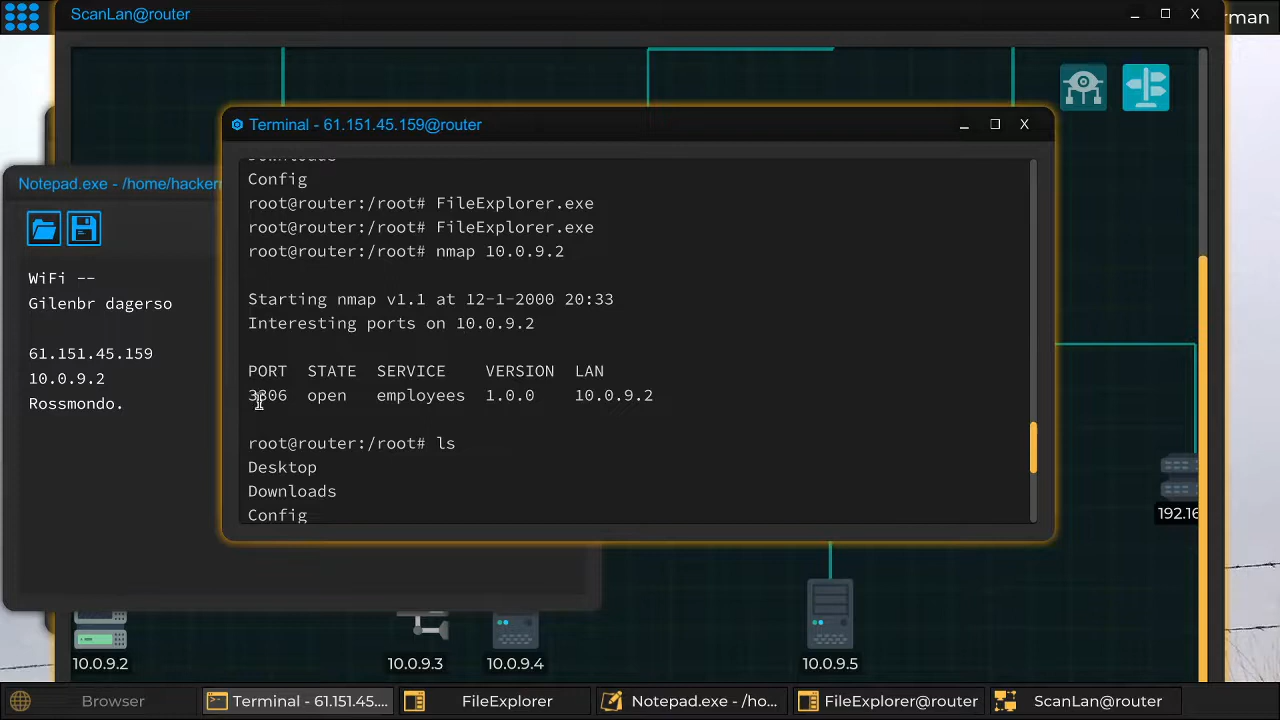 ScanLan@router
rman
Terminal - 61.151.45.159@router
Notepad.exe - /home/hackerr
WiFi --
Gilenbr dagerso
61.151.45.159
10.0.9.2
Rossmondo.
Downloads
Config
root@router:/root# FileExplorer.exe
root@router:/root# FileExplorer.exe
root@router:/root# nmap 10.0.9.2
Starting nmap v1.1 at 12-1-2000 20:33
Interesting ports on 10.0.9.2
PORT STATE SERVICE VERSION LAN
3306 open employees 1.0.0 10.0.9.2
root@router:/root# ls
Desktop
Downloads
Config
192.16
10.0.9.2
10.0.9.3
10.0.9.4
10.0.9.5
Browser
Terminal - 61.151.45....
FileExplorer
Notepad.exe - /ho...
FileExplorer@router
ScanLan@router